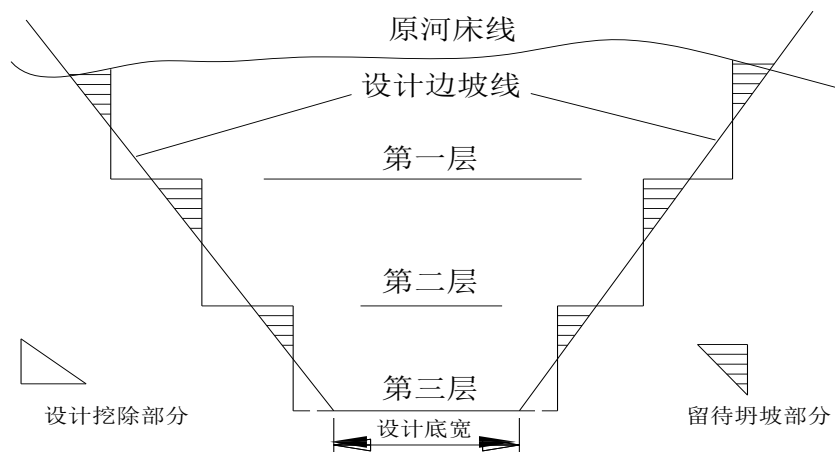 原河床线
设计边坡线
第一层
第二层
第三层
设计挖除部分
设计底宽
留待坍坡部分